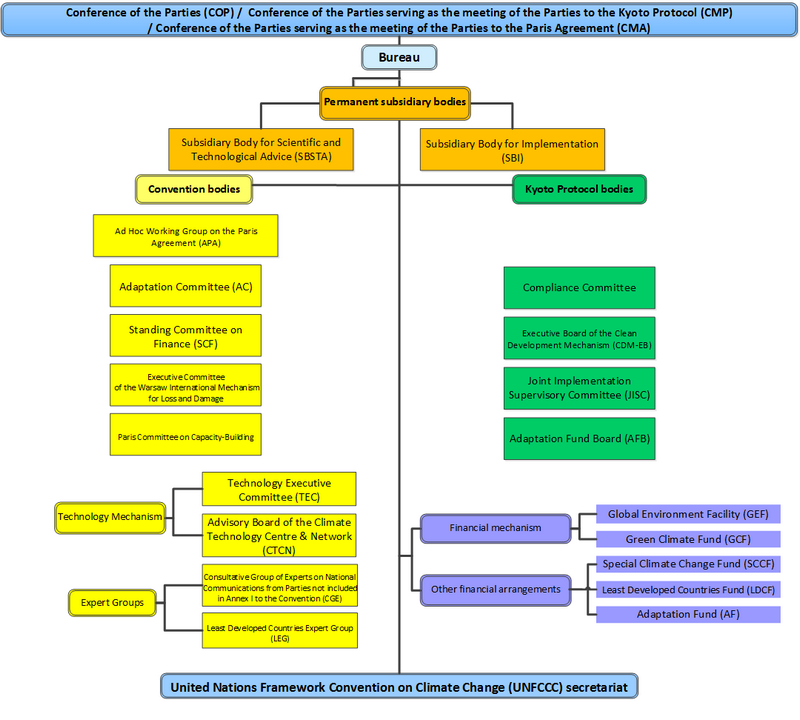 Conference of the Parties (COP) / Conference of the Parties serving as the meeting of the Parties to the Kyoto Protocol (CMP)
/ Conference of the Parties serving as the meeting of the Parties to the Paris Agreement (CMA)
Bureau
Permanent subsidiary bodies
Subsidiary Body for Scientific and
Technological Advice (SBSTA)
Subsidiary Body for Implementation
(SBI)
Convention bodies
Kyoto Protocol bodies
Ad Hoc Working Group on the Paris
Agreement (APA)
Adaptation Committee (AC)
Standing Committee on
Finance (SCF)
Executive Committee
of the Warsaw International Mechanism
for Loss and Damage
Paris Committee on Capacity-Building
Compliance Committee
Executive Board of the Clean
Development Mechanism (CDM-EB)
Joint Implementation
Supervisory Committee (JISC)
Adaptation Fund Board (AFB)
Technology Mechanism
Technology Executive
Committee (TEC)
Advisory Board of the Climate
Technology Centre & Network
(CTCN)
Expert Groups
Consultative Group of Experts on National
Communications from Parties not included
in Annex I to the Convention (CGE)
Least Developed Countries Expert Group
(LEG)
Financial mechanism
Global Environment Facility (GEF)
Green Climate Fund (GCF)
Other financial arrangements
Special Climate Change Fund (SCCF)
Least Developed Countries Fund (LDCF)
Adaptation Fund (AF)
United Nations Framework Convention on Climate Change (UNFCCC) secretariat